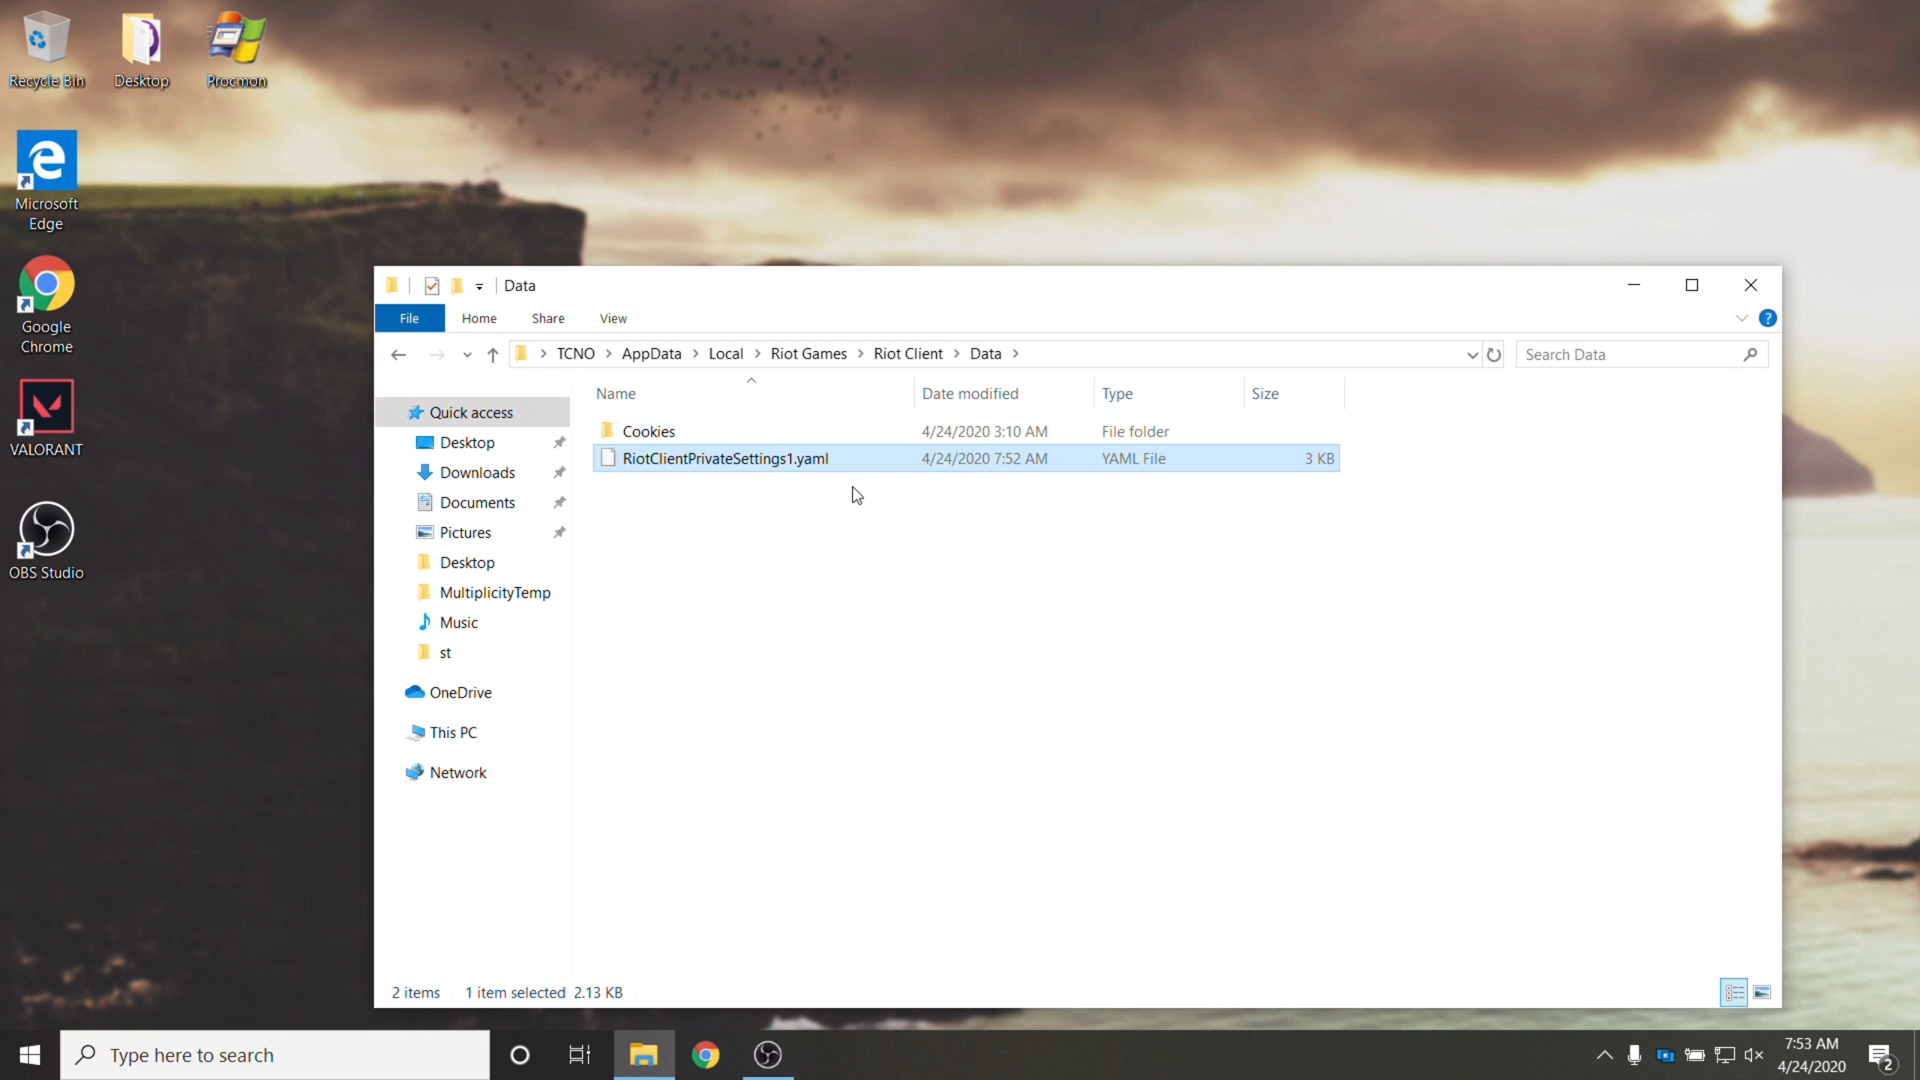 Recycle Bin
Desktop
Procmon
Microsoft
Edge
Google
Chrome
VALORANT
OBS Studio
Data
File
Home
Share
View
TCNO > AppData > Local > Riot Games > Riot Client > Data >
Search Data
Name
Date modified
Type
Size
Cookies
4/24/2020 3:10 AM
File folder
RiotClientPrivateSettings1.yaml
4/24/2020 7:52 AM
YAML File
3 KB
Quick access
Desktop
Downloads
Documents
Pictures
Desktop
MultiplicityTemp
Music
st
OneDrive
This PC
Network
2 items
1 item selected 2.13 KB
Type here to search
7:53 AM
4/24/2020
2